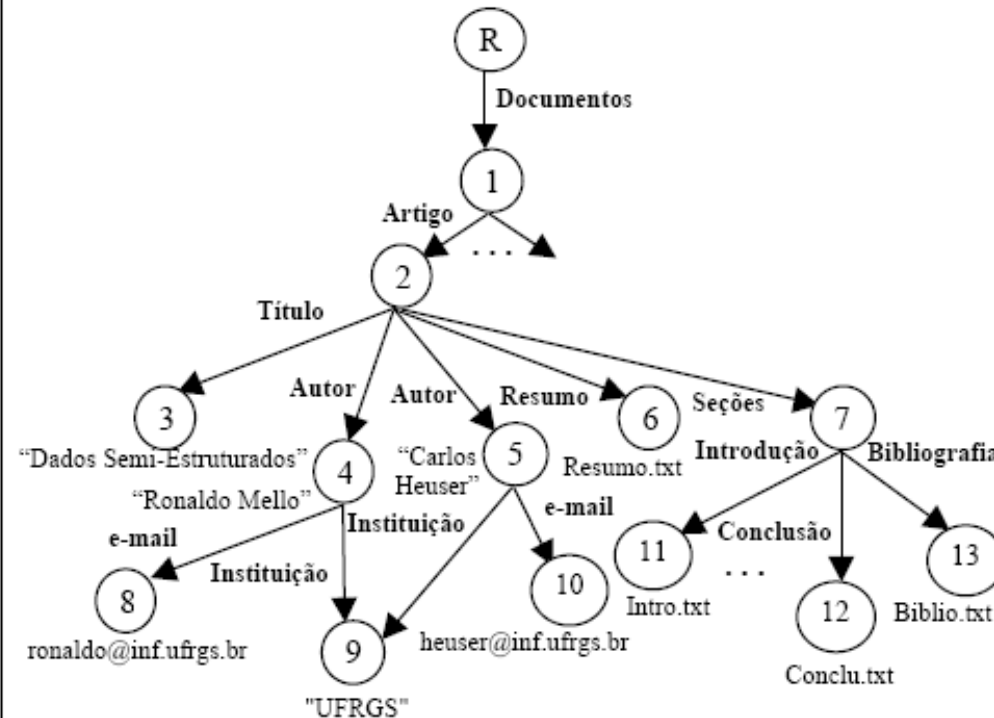 R
Documentos
1
Artigo
. . .
2
Título
Autor
Autor
Resumo
Seções
3
"Dados Semi-Estruturados"
4
"Ronaldo Mello"
"Carlos
Heuser"
5
6
Resumo.txt
7
Introdução
Bibliografia
e-mail
Instituição
Instituição
e-mail
Conclusão
. . .
8
ronaldo@inf.ufrgs.br
9
"UFRGS"
10
heuser@inf.ufrgs.br
11
Intro.txt
12
Conclu.txt
13
Biblio.txt